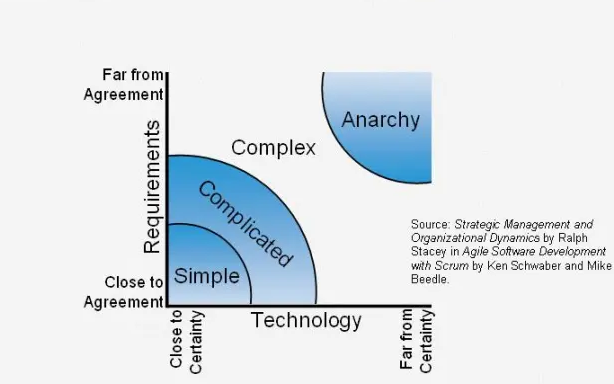 Far from
Agreement
Anarchy
Requirements
Complex
Complicated
Simple
Close to
Agreement
Technology
Close to
Certainty
Far from
Certainty
Source: Strategic Management and
Organizational Dynamics by Ralph
Stacey in Agile Software Development
with Scrum by Ken Schwaber and Mike
Beedle.